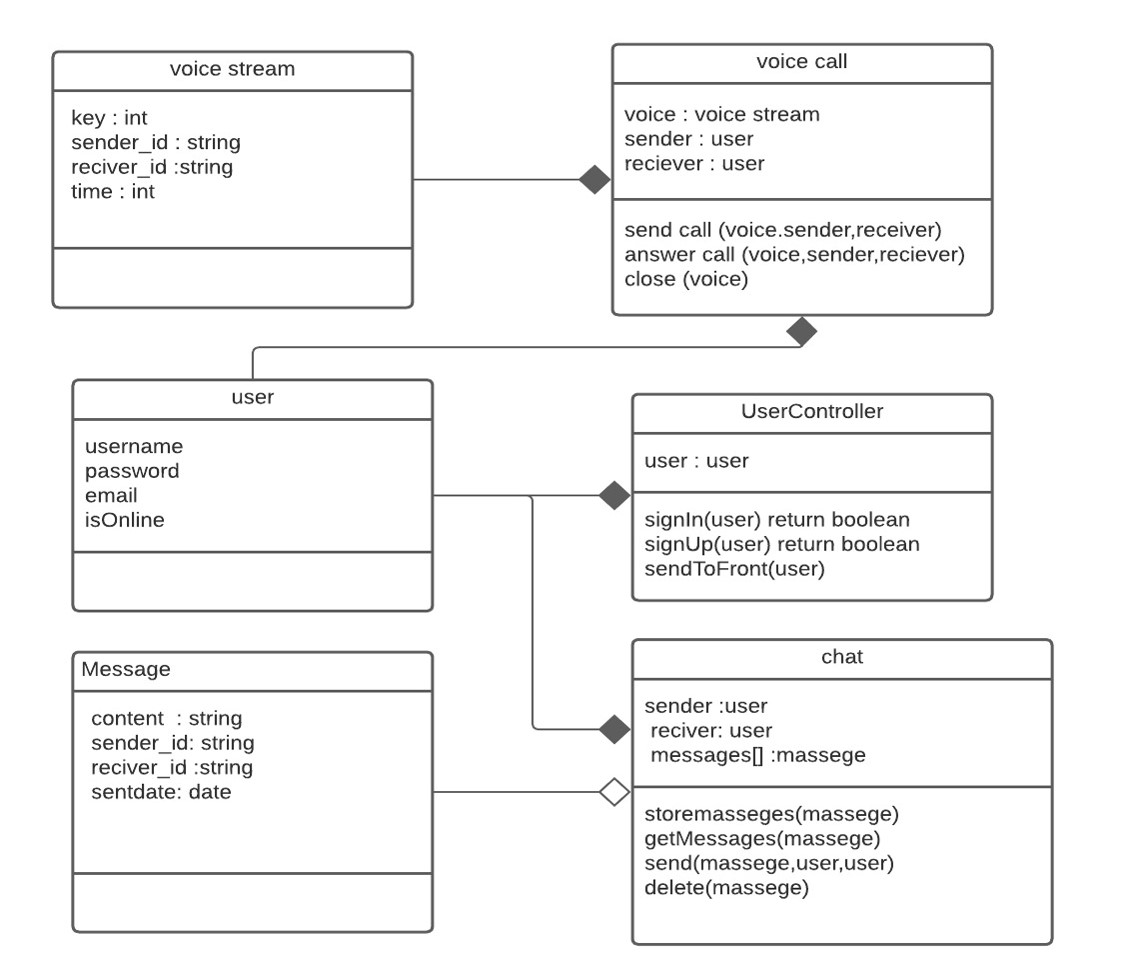 voice stream
key : int
sender_id : string
reciver_id :string
time : int
voice call
voice : voice stream
sender : user
reciever : user
send call (voice.sender,receiver)
answer call (voice,sender,reciever)
close (voice)
user
username
password
email
isOnline
UserController
user : user
signIn(user) return boolean
signUp(user) return boolean
sendToFront(user)
Message
content  : string
sender_id: string
reciver_id :string
sentdate: date
chat
sender :user
reciver: user
messages[] :massege
storemasseges(massege)
getMessages(massege)
send(massege,user,user)
delete(massege)